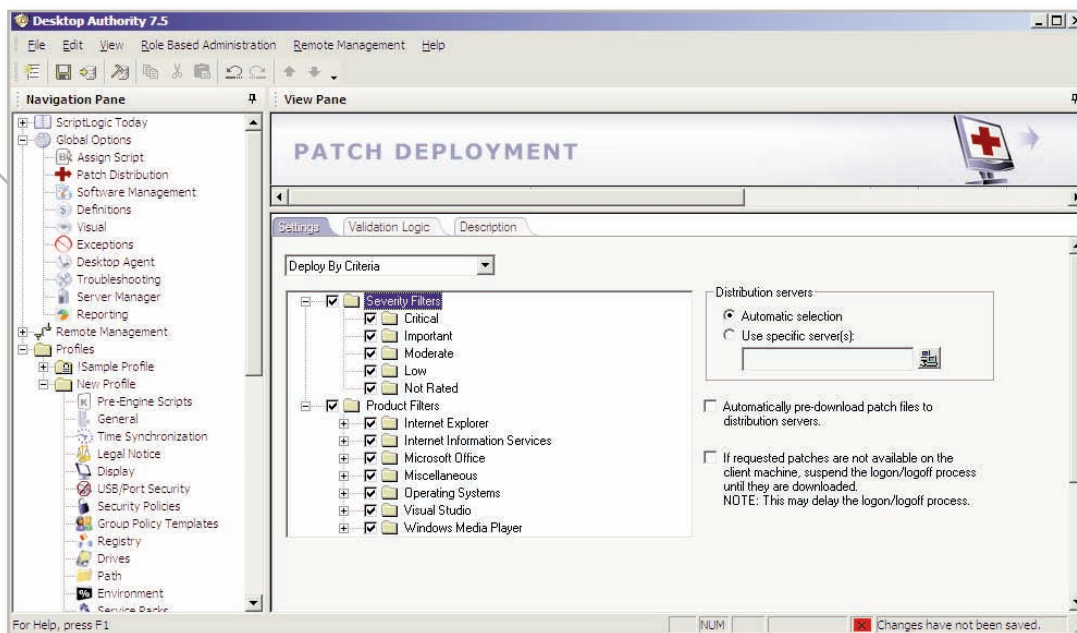 Desktop Authority 7.5
File Edit View Role Based Administration Remote Management Help
Navigation Pane
ScriptLogic Today
Global Options
Assign Script
Patch Distribution
Software Management
Definitions
Visual
Exceptions
Desktop Agent
Troubleshooting
Server Manager
Reporting
Remote Management
Profiles
!Sample Profile
New Profile
Pre-Engine Scripts
General
Time Synchronization
Legal Notice
Display
USB/Port Security
Security Policies
Group Policy Templates
Registry
Drives
Path
Environment
Service Packs
View Pane
PATCH DEPLOYMENT
Settings Validation Logic Description
Deploy By Criteria
Severity Filters
Critical
Important
Moderate
Low
Not Rated
Product Filters
Internet Explorer
Internet Information Services
Microsoft Office
Miscellaneous
Operating Systems
Visual Studio
Windows Media Player
Distribution servers
Automatic selection
Use specific server(s):
Automatically pre-download patch files to
distribution servers.
If requested patches are not available on the
client machine, suspend the logon/logoff process
until they are downloaded.
NOTE: This may delay the logon/logoff process.
For Help, press F1
NUM
Changes have not been saved.